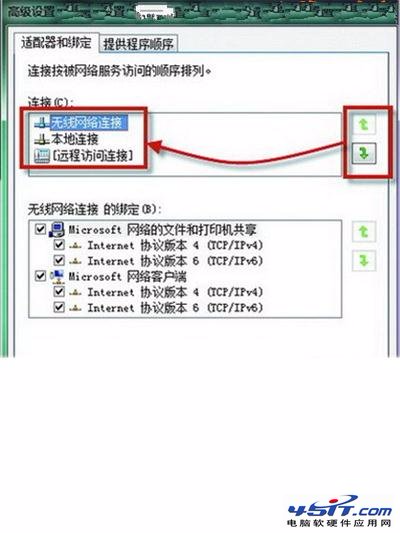 高级设置
适配器和绑定 提供程序顺序
连接按被网络服务访问的顺序排列。
连接(C):
无线网络连接
本地连接
[远程访问连接]
无线网络连接 的绑定(B):
Microsoft 网络的文件和打印机共享
Internet 协议版本 4 (TCP/IPv4)
Internet 协议版本 6 (TCP/IPv6)
Microsoft 网络客户端
Internet 协议版本 4 (TCP/IPv4)
Internet 协议版本 6 (TCP/IPv6)
45IT.com
电脑软硬件应用网